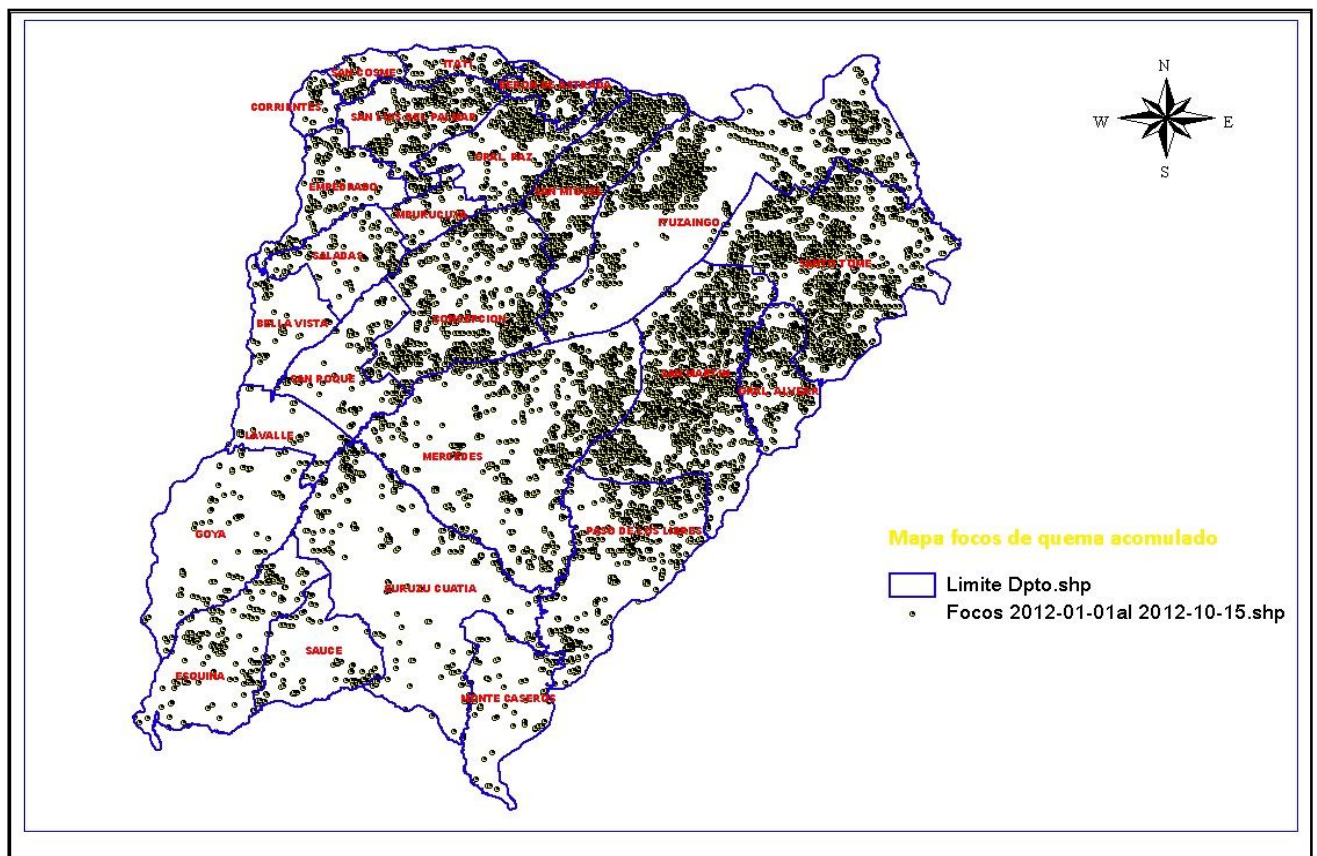 N
W
E
S
SAN COSME
ITATI
BERON DE ASTRADA
CORRIENTES
SAN LUIS DEL PALMAR
GRAL. PAZ
EMPEDRADO
SAN MIGUEL
MBURUCUYA
ITUZAINGO
SALADAS
SANTO TOME
BELLA VISTA
CONCEPCION
SAN ROQUE
SAN MARTIN
GRAL. ALVEAR
LAVALLE
MERCEDES
GOYA
PASO DE LOS LIBRES
CURUZU CUATIA
SAUCE
ESQUINA
MONTE CASEROS
Mapa focos de quema acomulado
Limite Dpto.shp
Focos 2012-01-01al 2012-10-15.shp